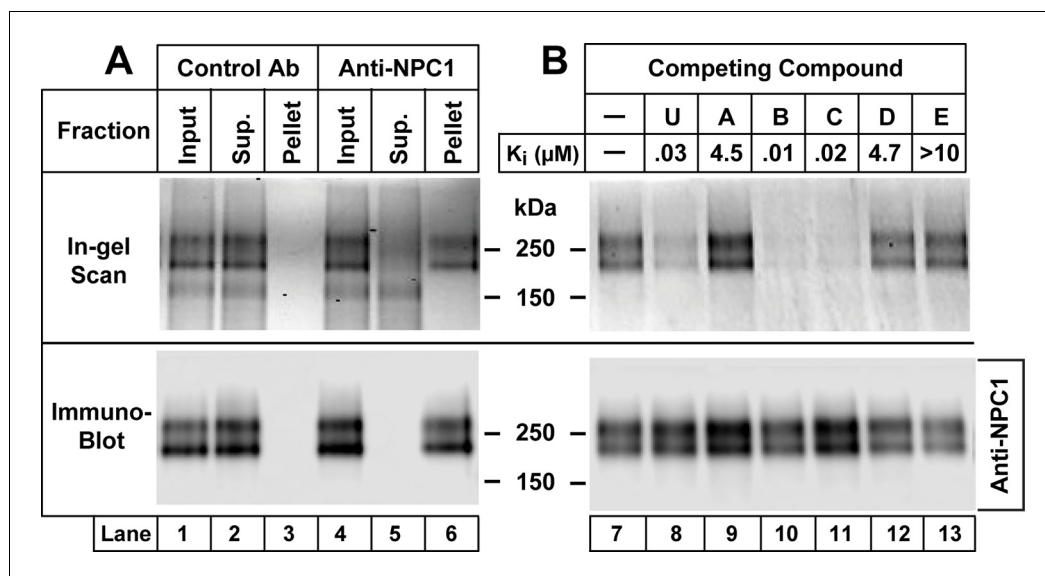 A
Control Ab
Anti-NPC1
Fraction
Input
Sup.
Pellet
Input
Sup.
Pellet
B
Competing Compound
— U A B C D E
Ki (µM) — .03 4.5 .01 .02 4.7 >10
In-gel
Scan
kDa
— 250 —
— 150 —
Immuno-
Blot
— 250 —
— 150 —
Anti-NPC1
Lane 1 2 3 4 5 6
7 8 9 10 11 12 13